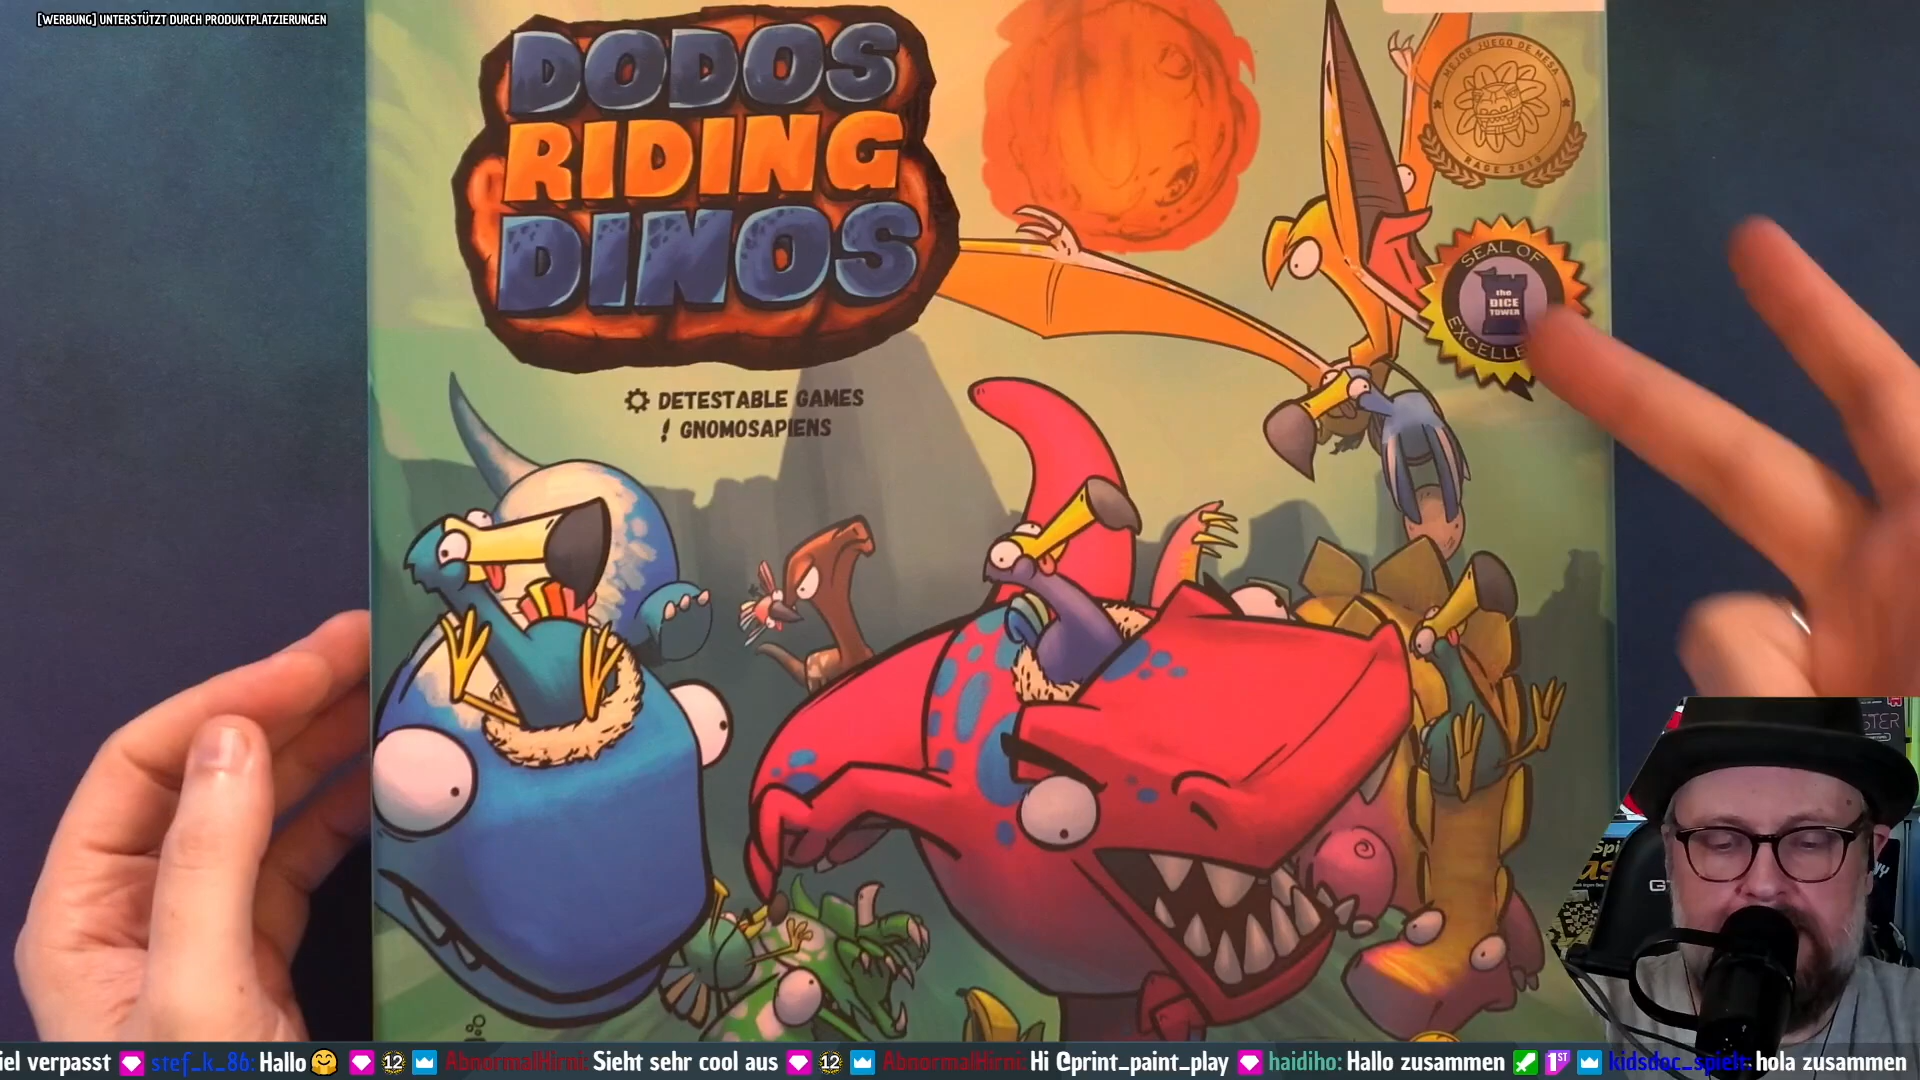 [WERBUNG] UNTERSTÜTZT DURCH PRODUKTPLATZIERUNGEN
DODOS
RIDING
DINOS
DETESTABLE GAMES
GNOMOSAPIENS
MEJOR JUEGO DE MESA
SEAL OF
the
DICE
TOWER
iel verpasst stef_k_86: Hallo 12 AbnormalHirni: Sieht sehr cool aus 12 AbnormalHirni: Hi @print_paint_play haidiho: Hallo zusammen 1ST kidsdoc_spielt: hola zusammen